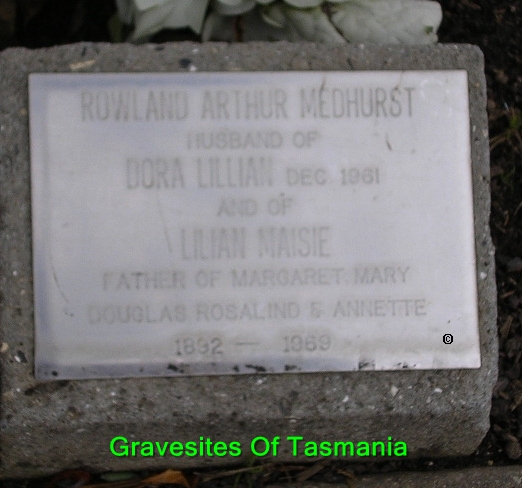 ROWLAND ARTHUR MEDHURST
HUSBAND OF
DORA LILLIAN DEC 1961
AND OF
LILIAN MAISIE
FATHER OF MARGARET MARY
DOUGLAS ROSALIND & ANNETTE
1892 — 1969
©
Gravesites Of Tasmania